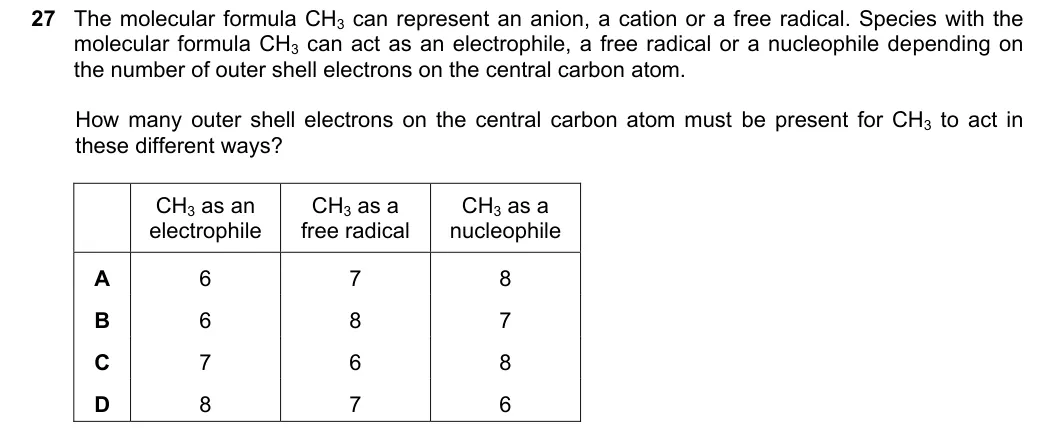 27 The molecular formula CH₃ can represent an anion, a cation or a free radical. Species with the
molecular formula CH₃ can act as an electrophile, a free radical or a nucleophile depending on
the number of outer shell electrons on the central carbon atom.
How many outer shell electrons on the central carbon atom must be present for CH₃ to act in
these different ways?
CH₃ as an electrophile CH₃ as a free radical CH₃ as a nucleophile
A 6 7 8
B 6 8 7
C 7 6 8
D 8 7 6